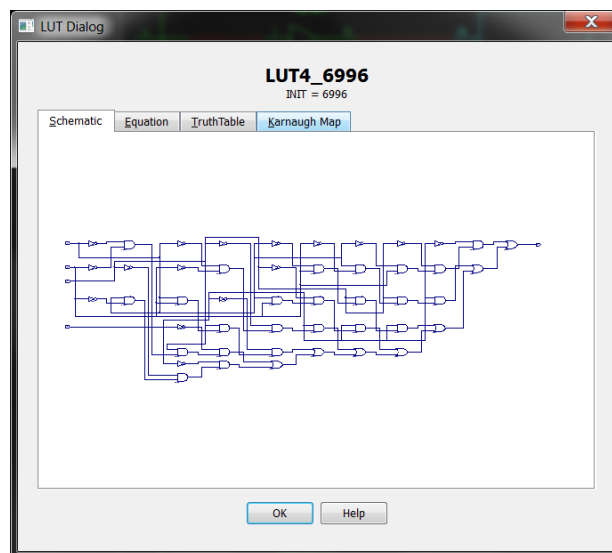 LUT Dialog
LUT4_6996
INIT = 6996
Schematic Equation TruthTable Karnaugh Map
OK Help